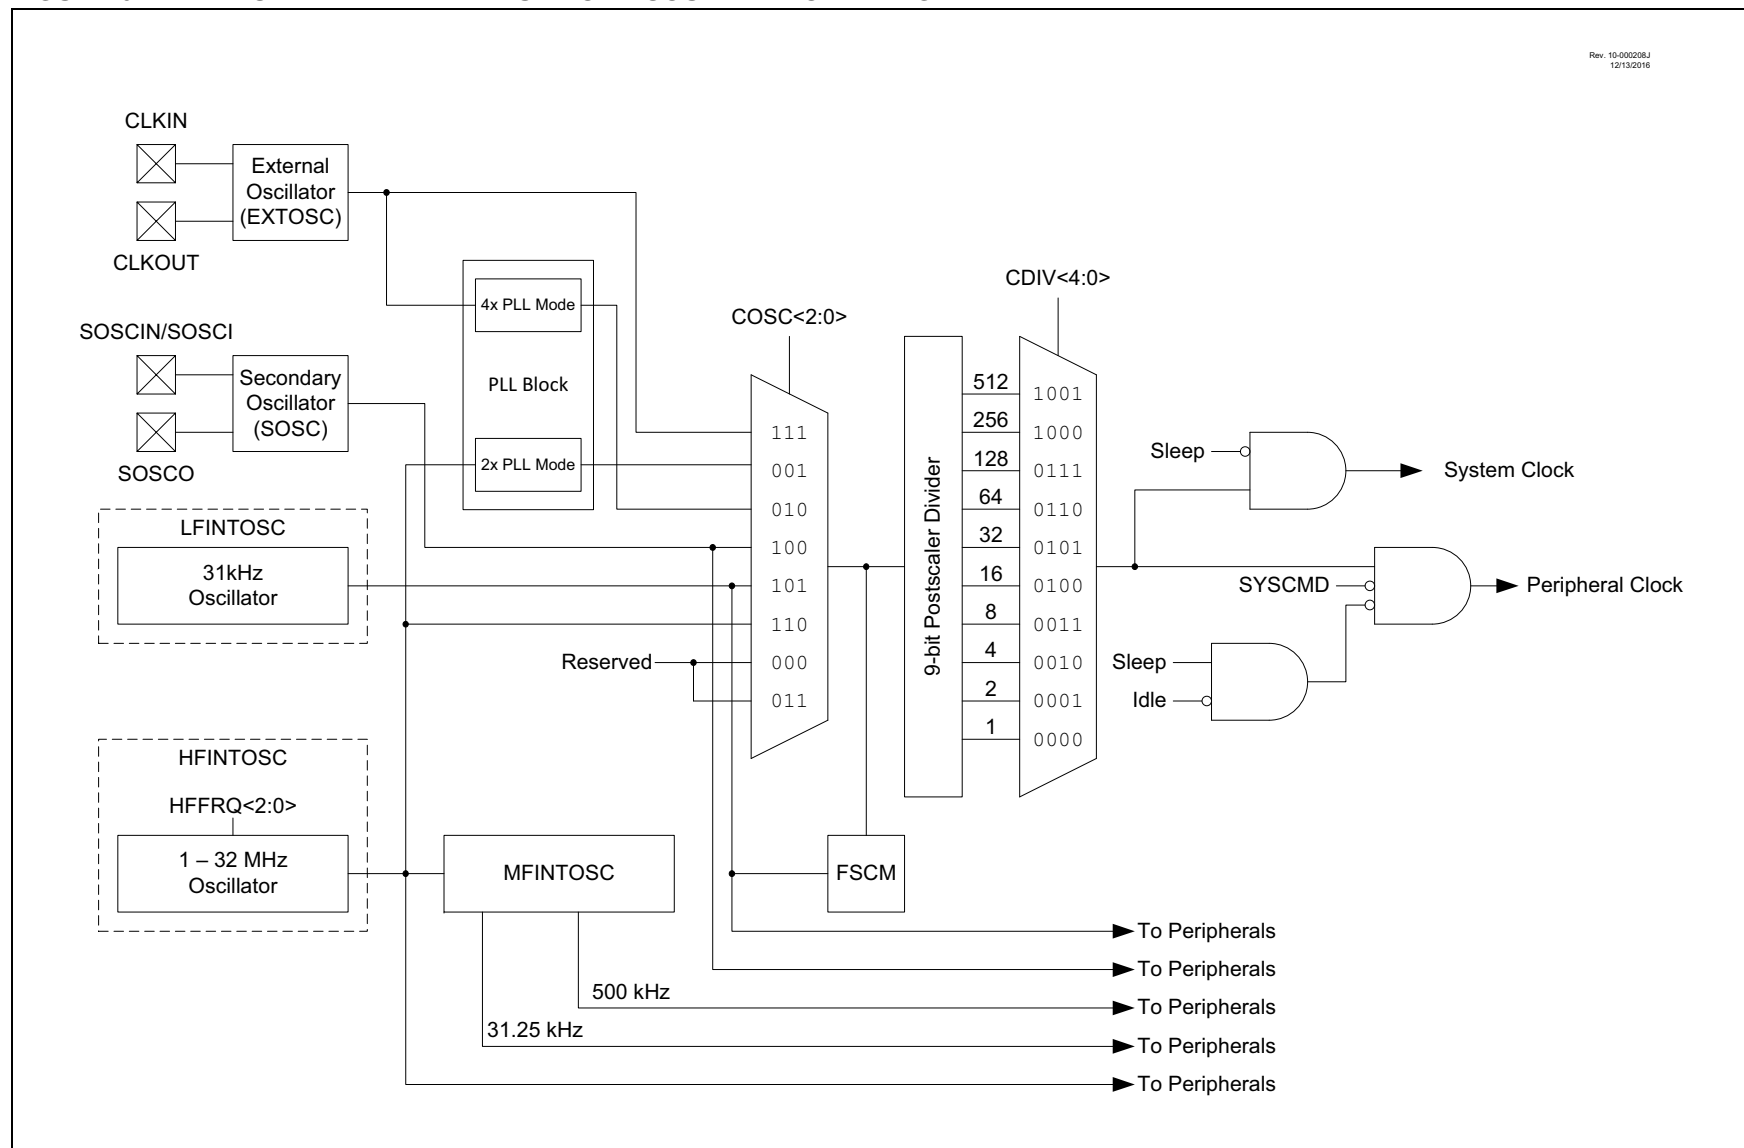 Rev. 10-000208J
12/13/2016
CLKIN
External
Oscillator
(EXTOSC)
CLKOUT
4x PLL Mode
PLL Block
2x PLL Mode
SOSCIN/SOSCI
Secondary
Oscillator
(SOSC)
SOSCO
LFINTOSC
31kHz
Oscillator
Reserved
HFINTOSC
HFFRQ<2:0>
1 – 32 MHz
Oscillator
MFINTOSC
FSCM
COSC<2:0>
111
001
010
100
101
110
000
011
9-bit Postscaler Divider
CDIV<4:0>
512 1001
256 1000
128 0111
64 0110
32 0101
16 0100
8 0011
4 0010
2 0001
1 0000
Sleep
System Clock
SYSCMD
Peripheral Clock
Sleep
Idle
To Peripherals
To Peripherals
500 kHz
To Peripherals
31.25 kHz
To Peripherals
To Peripherals